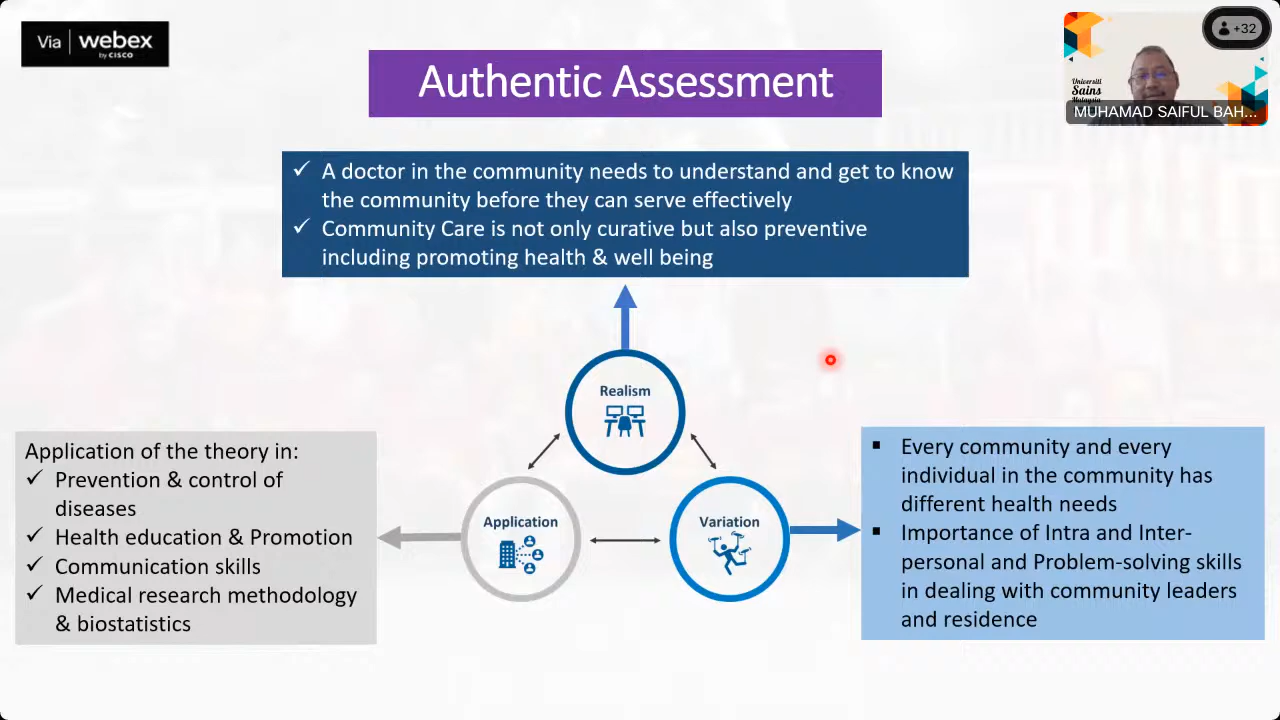 Via webex
by CISCO
+32
Authentic Assessment
Universiti
Sains
Malaysia
MUHAMAD SAIFUL BAH...
✓ A doctor in the community needs to understand and get to know
the community before they can serve effectively
✓ Community Care is not only curative but also preventive
including promoting health & well being
Realism
Application of the theory in:
✓ Prevention & control of
diseases
✓ Health education & Promotion
✓ Communication skills
✓ Medical research methodology
& biostatistics
Application
Variation
▪ Every community and every
individual in the community has
different health needs
▪ Importance of Intra and Inter-
personal and Problem-solving skills
in dealing with community leaders
and residence